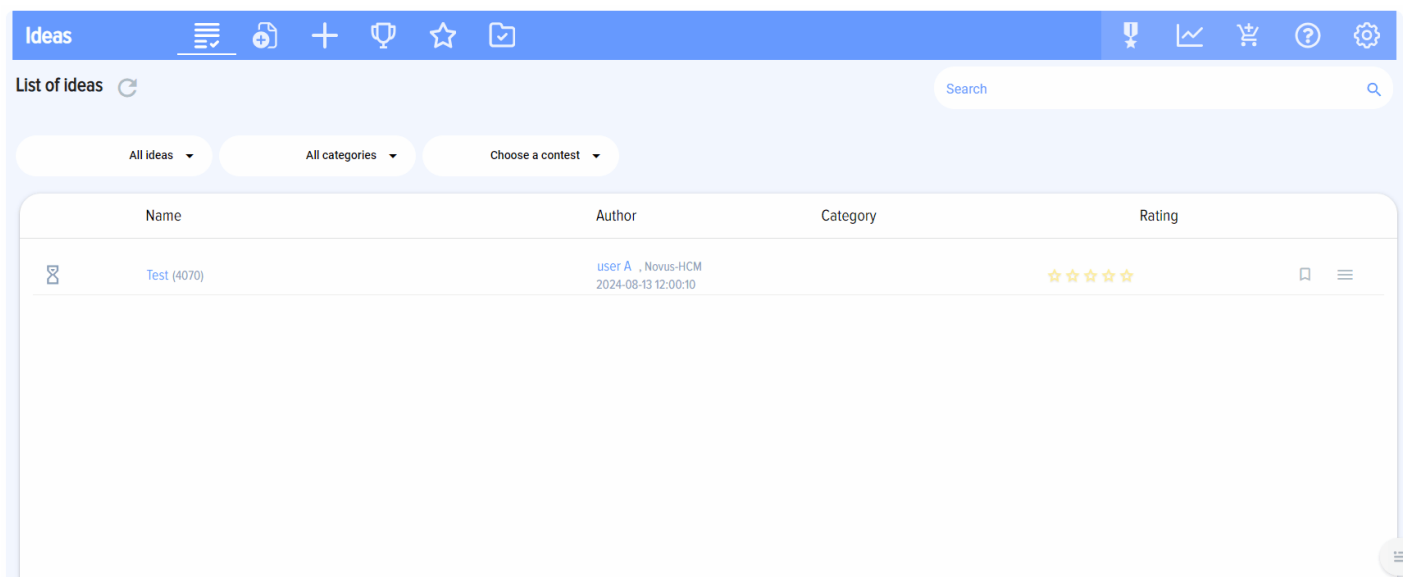 Ideas
List of ideas
Search
All ideas
All categories
Choose a contest
Name Author Category Rating
Test (4070)
user A , Novus-HCM
2024-08-13 12:00:10